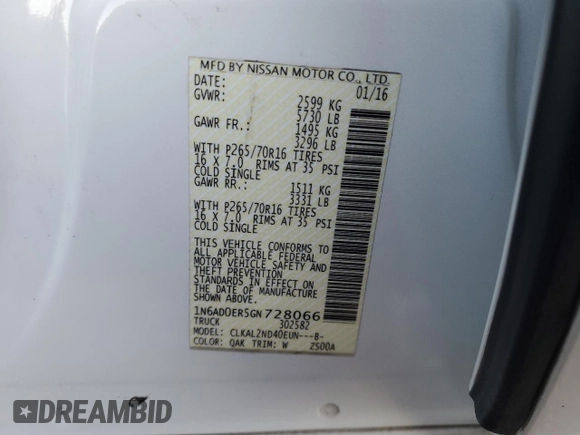 MFD BY NISSAN MOTOR CO., LTD.
DATE: 01/16
GVWR: 2599 KG
5730 LB
GAWR FR.: 1495 KG
3296 LB
WITH P265/70R16 TIRES
16 X 7.0 RIMS AT 35 PSI
COLD SINGLE
GAWR RR.: 1511 KG
3331 LB
WITH P265/70R16 TIRES
16 X 7.0 RIMS AT 35 PSI
COLD SINGLE
THIS VEHICLE CONFORMS TO
ALL APPLICABLE FEDERAL
MOTOR VEHICLE SAFETY AND
THEFT PREVENTION
STANDARDS IN EFFECT ON
THE DATE OF MANUFACTURE
SHOWN ABOVE.
1N6AD0ER5GN728066
TRUCK 302582
MODEL: CLKAL2ND40EUN---B-
COLOR: QAK TRIM: W 2S00A
DREAMBID